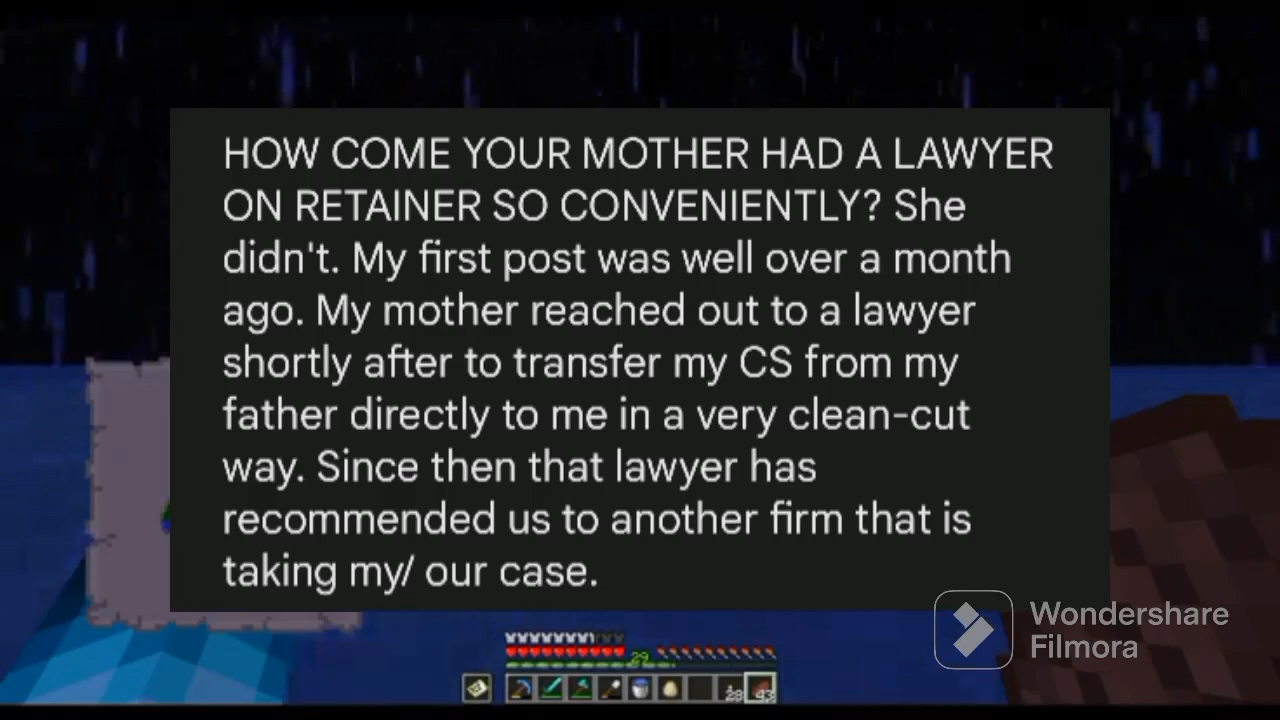 HOW COME YOUR MOTHER HAD A LAWYER
ON RETAINER SO CONVENIENTLY? She
didn't. My first post was well over a month
ago. My mother reached out to a lawyer
shortly after to transfer my CS from my
father directly to me in a very clean-cut
way. Since then that lawyer has
recommended us to another firm that is
taking my/ our case.
Wondershare
Filmora
29
28
43